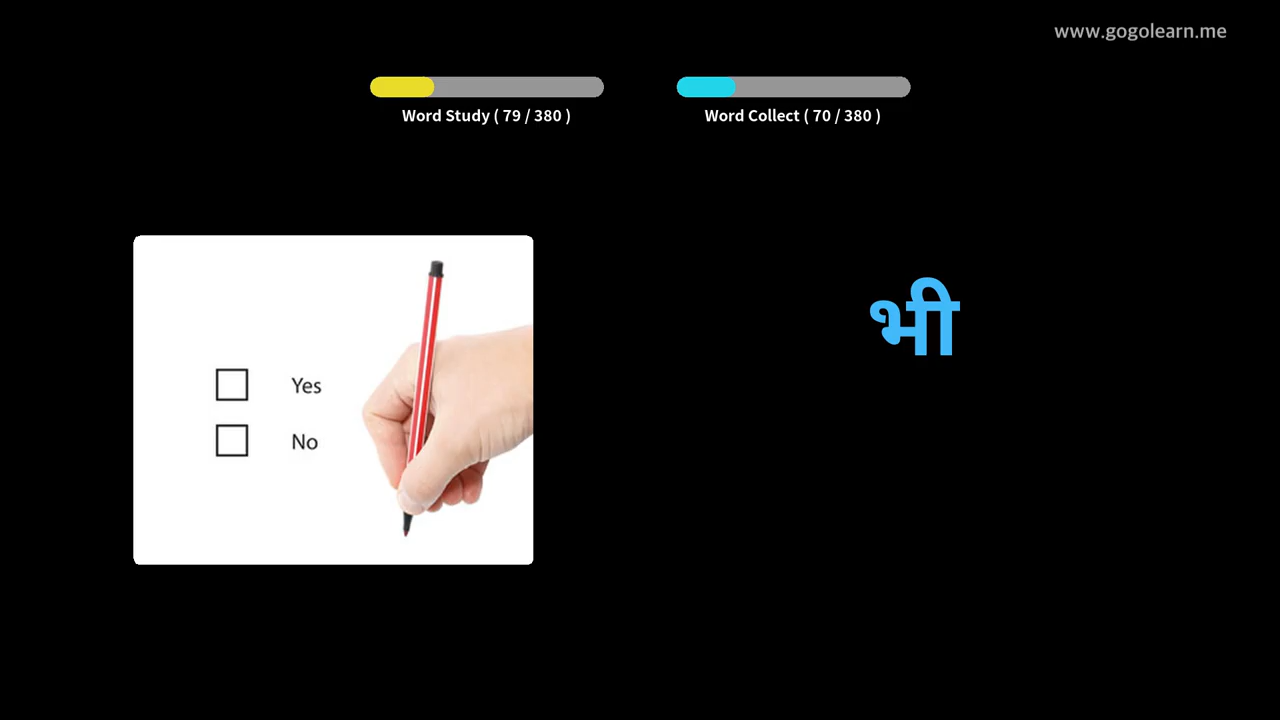 www.gogolearn.me
Word Study ( 79 / 380 )
Word Collect ( 70 / 380 )
Yes
No
भी